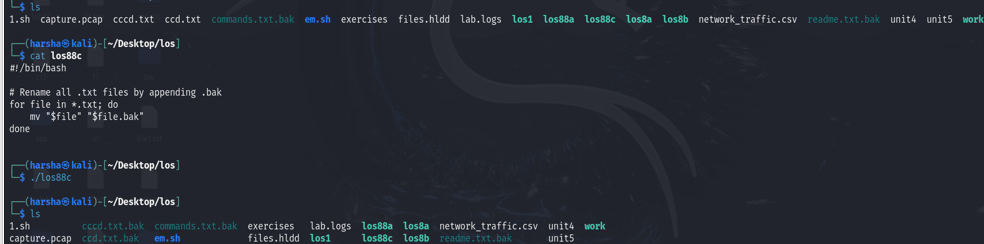 └─$ ls
1.sh capture.pcap cccd.txt ccd.txt commands.txt.bak em.sh exercises files.hldd lab.logs los1 los88a los88c los8a los8b network_traffic.csv readme.txt.bak unit4 unit5 work
┌──(harsha㉿kali)-[~/Desktop/los]
└─$ cat los88c
#!/bin/bash
# Rename all .txt files by appending .bak
for file in *.txt; do
    mv "$file" "$file.bak"
done
┌──(harsha㉿kali)-[~/Desktop/los]
└─$ ./los88c
┌──(harsha㉿kali)-[~/Desktop/los]
└─$ ls
1.sh cccd.txt.bak commands.txt.bak exercises lab.logs los88a los8a network_traffic.csv unit4 work
capture.pcap ccd.txt.bak em.sh files.hldd los1 los88c los8b readme.txt.bak unit5